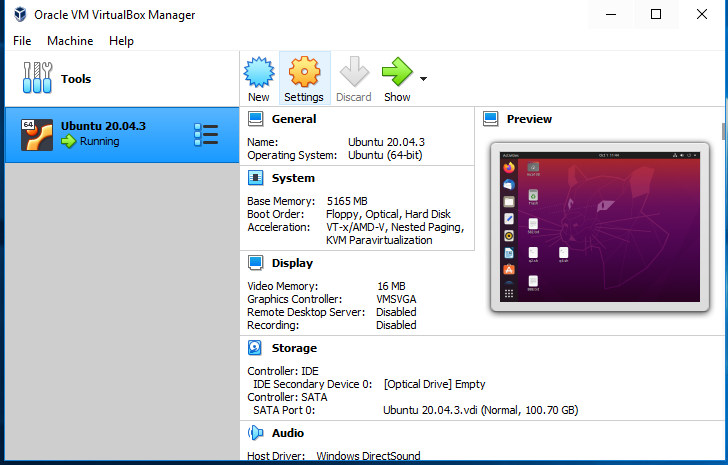 Oracle VM VirtualBox Manager
File Machine Help
Tools
New Settings Discard Show
64
Ubuntu 20.04.3
Running
General
Name: Ubuntu 20.04.3
Operating System: Ubuntu (64-bit)
System
Base Memory: 5165 MB
Boot Order: Floppy, Optical, Hard Disk
Acceleration: VT-x/AMD-V, Nested Paging,
KVM Paravirtualization
Display
Video Memory: 16 MB
Graphics Controller: VMSVGA
Remote Desktop Server: Disabled
Recording: Disabled
Storage
Controller: IDE
IDE Secondary Device 0: [Optical Drive] Empty
Controller: SATA
SATA Port 0: Ubuntu 20.04.3.vdi (Normal, 100.70 GB)
Audio
Host Driver: Windows DirectSound
Preview
Activities